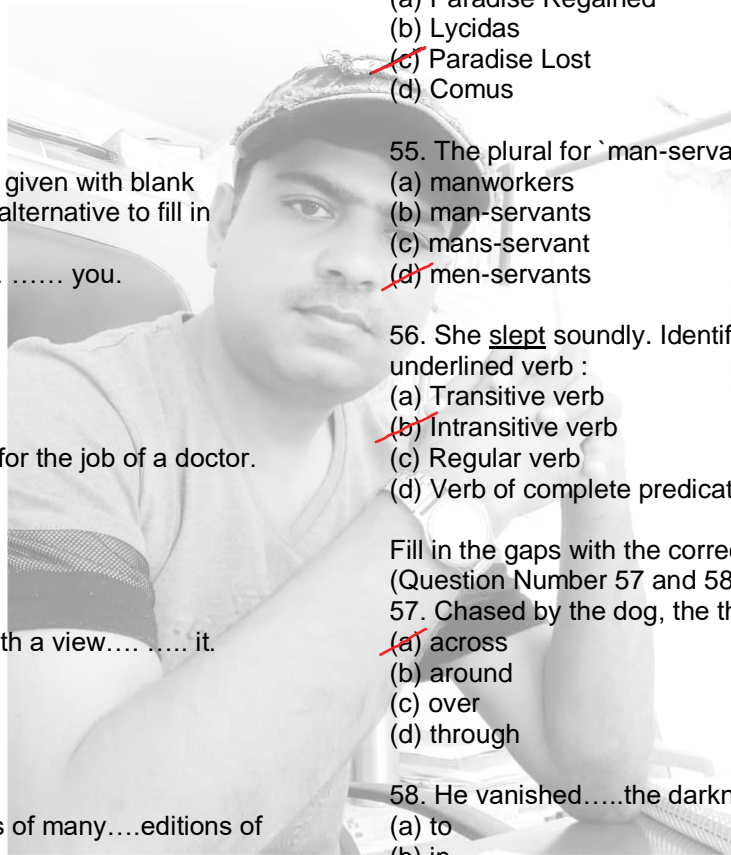 given with blank
alternative to fill in
…… you.
for the job of a doctor.
a view…. ….. it.
of many….editions of
(a) Paradise Regained
(b) Lycidas
(c) Paradise Lost
(d) Comus
55. The plural for `man-serva
(a) manworkers
(b) man-servants
(c) mans-servant
(d) men-servants
56. She slept soundly. Identif
underlined verb :
(a) Transitive verb
(b) Intransitive verb
(c) Regular verb
(d) Verb of complete predicat
Fill in the gaps with the corre
(Question Number 57 and 58
57. Chased by the dog, the th
(a) across
(b) around
(c) over
(d) through
58. He vanished…..the darkn
(a) to
(b) in